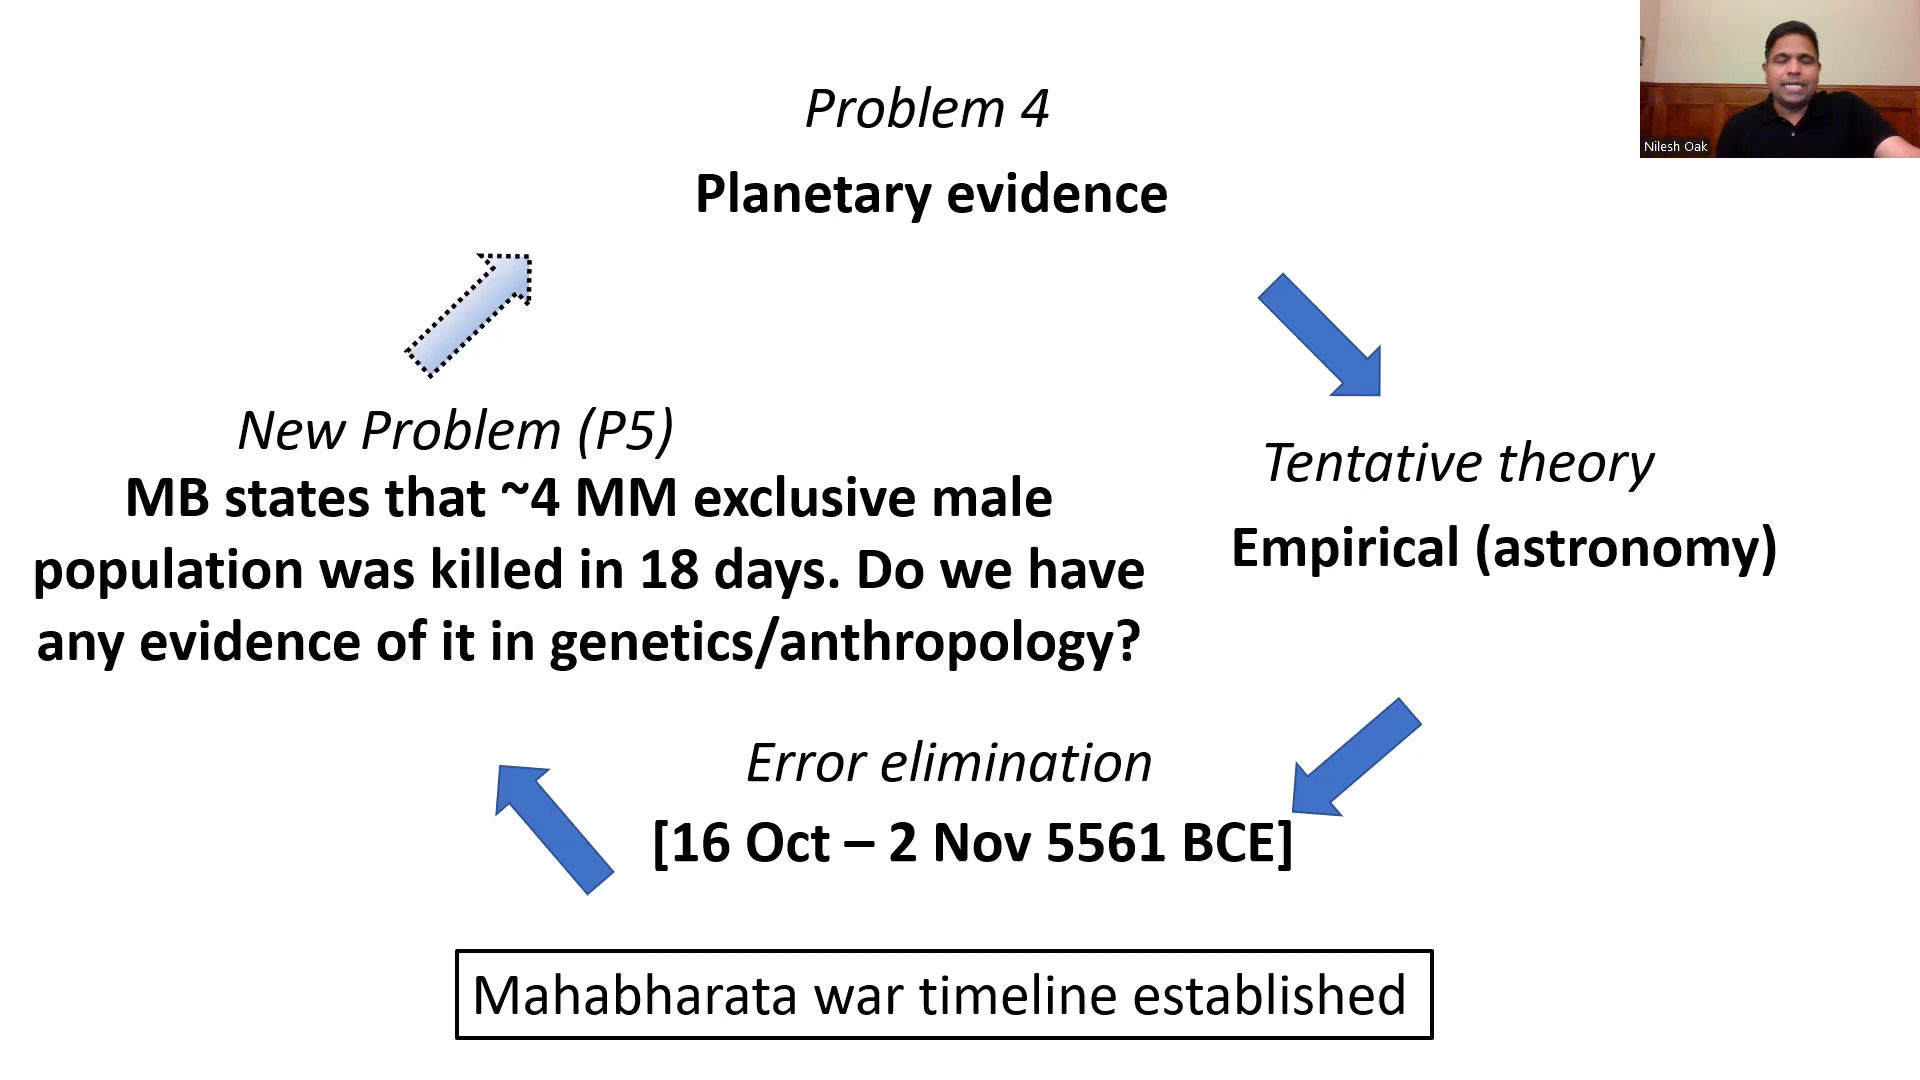 Problem 4
Planetary evidence
Nilesh Oak
Tentative theory
Empirical (astronomy)
Error elimination
[16 Oct – 2 Nov 5561 BCE]
New Problem (P5)
MB states that ~4 MM exclusive male
population was killed in 18 days. Do we have
any evidence of it in genetics/anthropology?
Mahabharata war timeline established